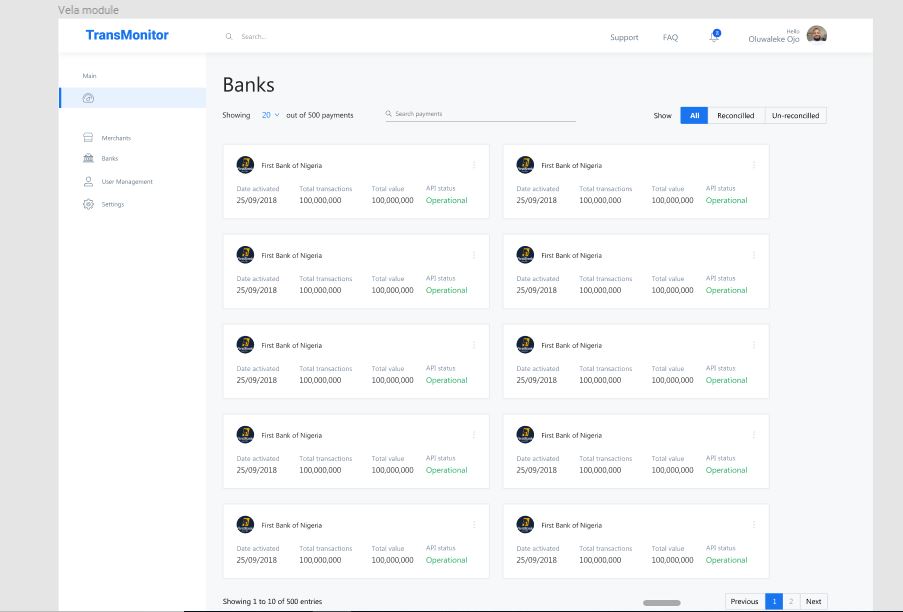 Vela module
TransMonitor
Search...
Support
FAQ
Hello
Oluwaleke Ojo
Main
Merchants
Banks
User Management
Settings
Banks
Showing 20 out of 500 payments
Search payments
Show All Reconcilled Un-reconcilled
First Bank of Nigeria First Bank of Nigeria
Date activated Total transactions Total value API status Date activated Total transactions Total value API status
25/09/2018 100,000,000 100,000,000 Operational 25/09/2018 100,000,000 100,000,000 Operational
First Bank of Nigeria First Bank of Nigeria
Date activated Total transactions Total value API status Date activated Total transactions Total value API status
25/09/2018 100,000,000 100,000,000 Operational 25/09/2018 100,000,000 100,000,000 Operational
First Bank of Nigeria First Bank of Nigeria
Date activated Total transactions Total value API status Date activated Total transactions Total value API status
25/09/2018 100,000,000 100,000,000 Operational 25/09/2018 100,000,000 100,000,000 Operational
First Bank of Nigeria First Bank of Nigeria
Date activated Total transactions Total value API status Date activated Total transactions Total value API status
25/09/2018 100,000,000 100,000,000 Operational 25/09/2018 100,000,000 100,000,000 Operational
First Bank of Nigeria First Bank of Nigeria
Date activated Total transactions Total value API status Date activated Total transactions Total value API status
25/09/2018 100,000,000 100,000,000 Operational 25/09/2018 100,000,000 100,000,000 Operational
Showing 1 to 10 of 500 entries
Previous 1 2 Next